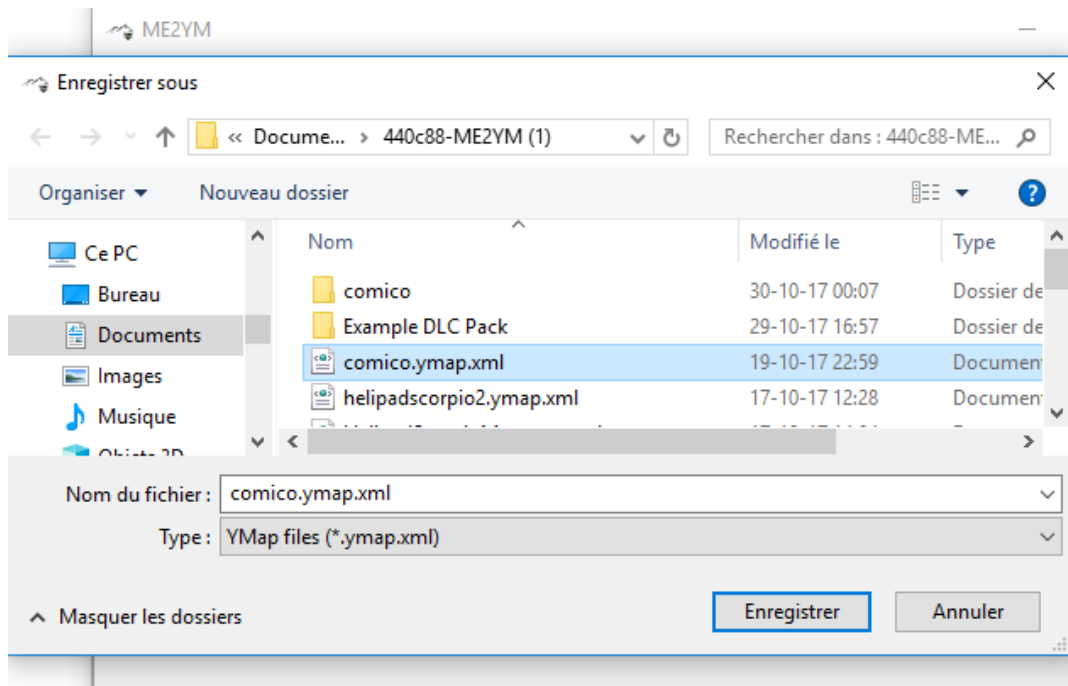 ME2YM
Enregistrer sous
« Docume... > 440c88-ME2YM (1)
Rechercher dans : 440c88-ME...
Organiser
Nouveau dossier
?
Nom Modifié le Type
Ce PC
Bureau
Documents
Images
Musique
Objets 3D
comico 30-10-17 00:07 Dossier de
Example DLC Pack 29-10-17 16:57 Dossier de
comico.ymap.xml 19-10-17 22:59 Documen
helipadscorpio2.ymap.xml 17-10-17 12:28 Documen
Nom du fichier : comico.ymap.xml
Type : YMap files (*.ymap.xml)
Masquer les dossiers
Enregistrer
Annuler